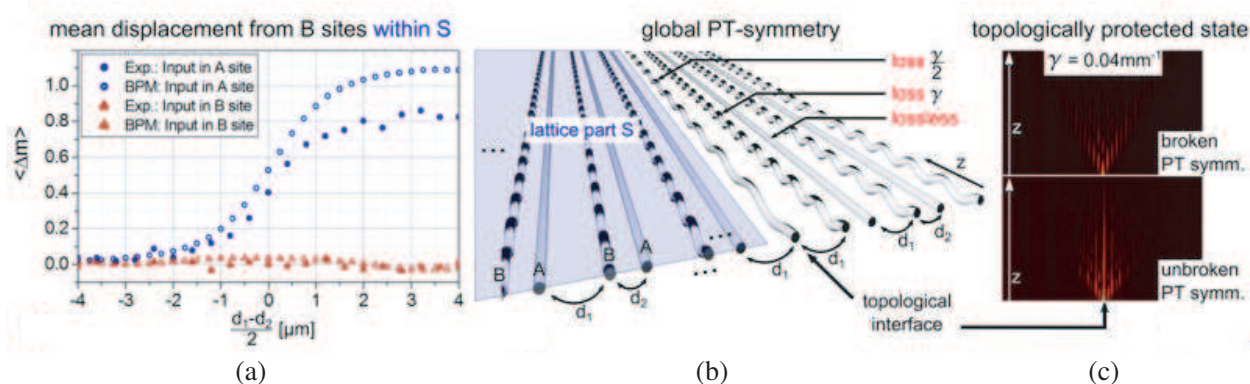 mean displacement from B sites within S
<Δm>
1.0
0.8
0.6
0.4
0.2
0.0
Exp.: Input in A site
BPM: Input in A site
Exp.: Input in B site
BPM: Input in B site
-4 -3 -2 -1 0 1 2 3 4
d₁-d₂
2 [μm]
(a)
global PT-symmetry
loss γ/2
loss γ
lossless
lattice part S
...
z
B A B A
...
d₁ d₂ d₁ d₁ d₁ d₂
topological
interface
(b)
topologically protected state
γ = 0.04mm⁻¹
z
broken
PT symm.
z
unbroken
PT symm.
(c)